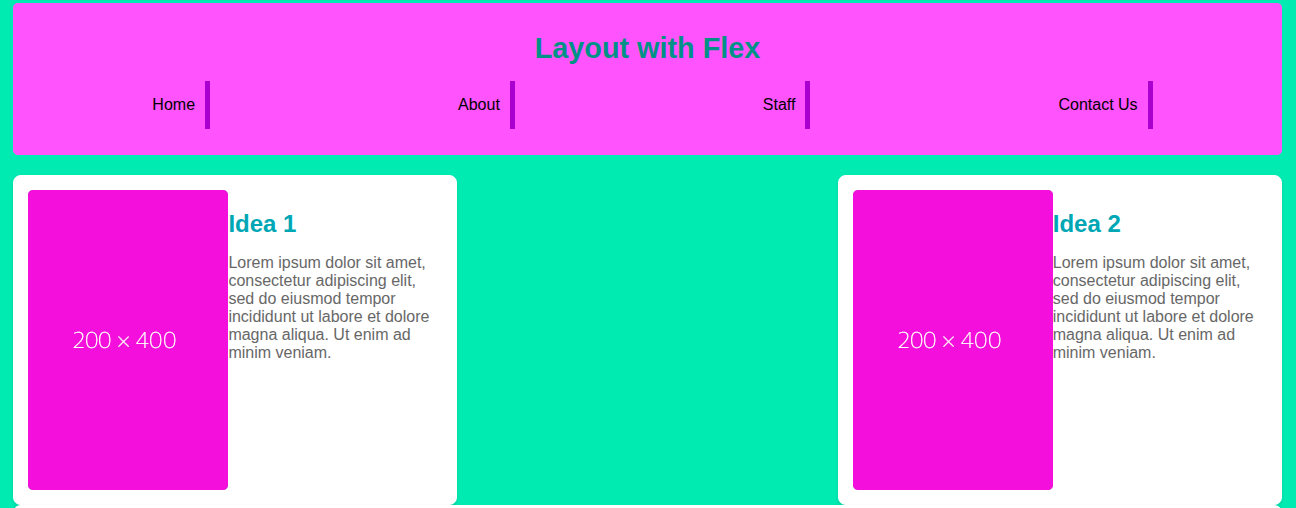 Layout with Flex
Home
About
Staff
Contact Us
200 × 400
Idea 1
Lorem ipsum dolor sit amet,
consectetur adipiscing elit,
sed do eiusmod tempor
incididunt ut labore et dolore
magna aliqua. Ut enim ad
minim veniam.
200 × 400
Idea 2
Lorem ipsum dolor sit amet,
consectetur adipiscing elit,
sed do eiusmod tempor
incididunt ut labore et dolore
magna aliqua. Ut enim ad
minim veniam.